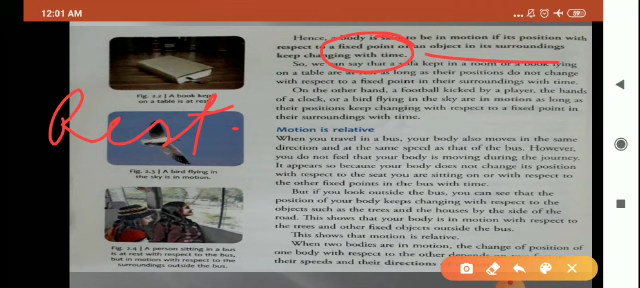 12:01 AM
59
Hence, a body is said to be in motion if its position with
respect to a fixed point or an object in its surroundings
keep changing with time.
So, we can say that a sofa kept in a room or a book lying
on a table are at rest as long as their positions do not change
with respect to a fixed point in their surroundings with time.
On the other hand, a football kicked by a player, the hands
of a clock, or a bird flying in the sky are in motion as long as
their positions keep changing with respect to a fixed point in
their surroundings with time.
Motion is relative
When you travel in a bus, your body also moves in the same
direction and at the same speed as that of the bus. However,
you do not feel that your body is moving during the journey.
It appears so because your body does not change its position
with respect to the seat you are sitting on or with respect to
the other fixed points in the bus with time.
But if you look outside the bus, you can see that the
position of your body keeps changing with respect to the
objects such as the trees and the houses by the side of the
road. This shows that your body is in motion with respect to
the trees and other fixed objects outside the bus.
This shows that motion is relative.
When two bodies are in motion, the change of position of
one body with respect to the other depends on
their speeds and their directions
Fig. 2.2 | A book kept
on a table is at rest.
Rest.
Fig. 2.3 | A bird flying in
the sky is in motion.
Fig. 2.4 | A person sitting in a bus
is at rest with respect to the bus,
but in motion with respect to the
surroundings outside the bus.